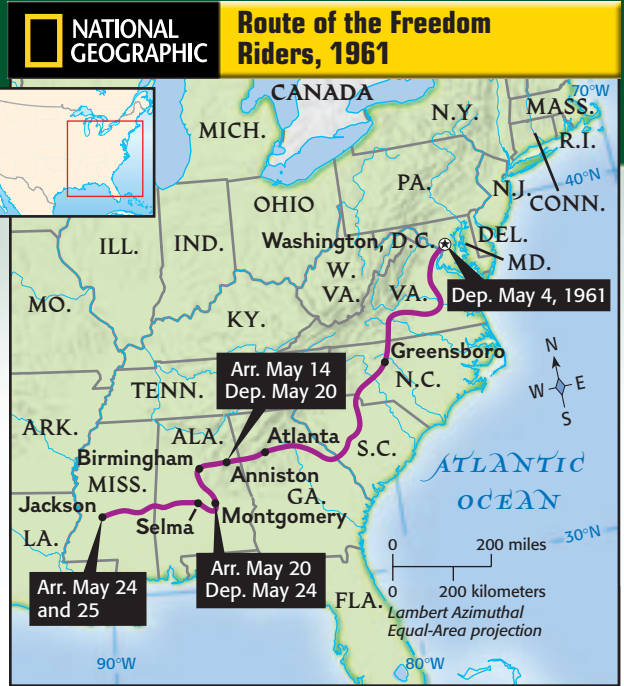 NATIONAL
GEOGRAPHIC
Route of the Freedom
Riders, 1961
CANADA
70°W
MICH.
N.Y.
MASS.
R.I.
PA.
N.J.
40°N
CONN.
OHIO
ILL.
IND.
Washington, D.C.
DEL.
MD.
W.
VA.
VA.
Dep. May 4, 1961
MO.
KY.
Greensboro
N
W
E
S
Arr. May 14
Dep. May 20
N.C.
TENN.
ARK.
ALA.
Atlanta
S.C.
Birmingham
Anniston
ATLANTIC
OCEAN
MISS.
GA.
Jackson
Selma
Montgomery
LA.
30°N
0
200 miles
0
200 kilometers
Arr. May 24
and 25
Arr. May 20
Dep. May 24
FLA.
Lambert Azimuthal
Equal-Area projection
90°W
80°W